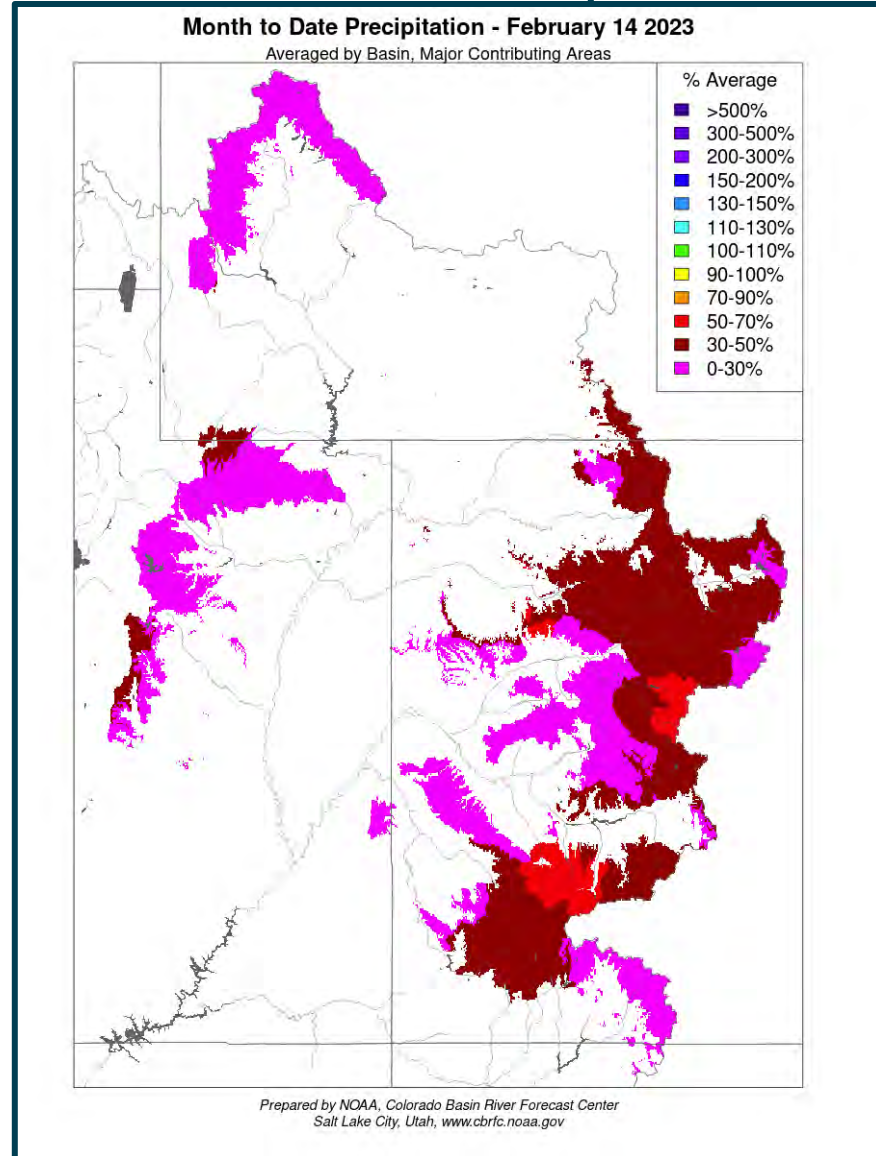 Month to Date Precipitation - February 14 2023
Averaged by Basin, Major Contributing Areas
% Average
>500%
300-500%
200-300%
150-200%
130-150%
110-130%
100-110%
90-100%
70-90%
50-70%
30-50%
0-30%
Prepared by NOAA, Colorado Basin River Forecast Center
Salt Lake City, Utah, www.cbrfc.noaa.gov